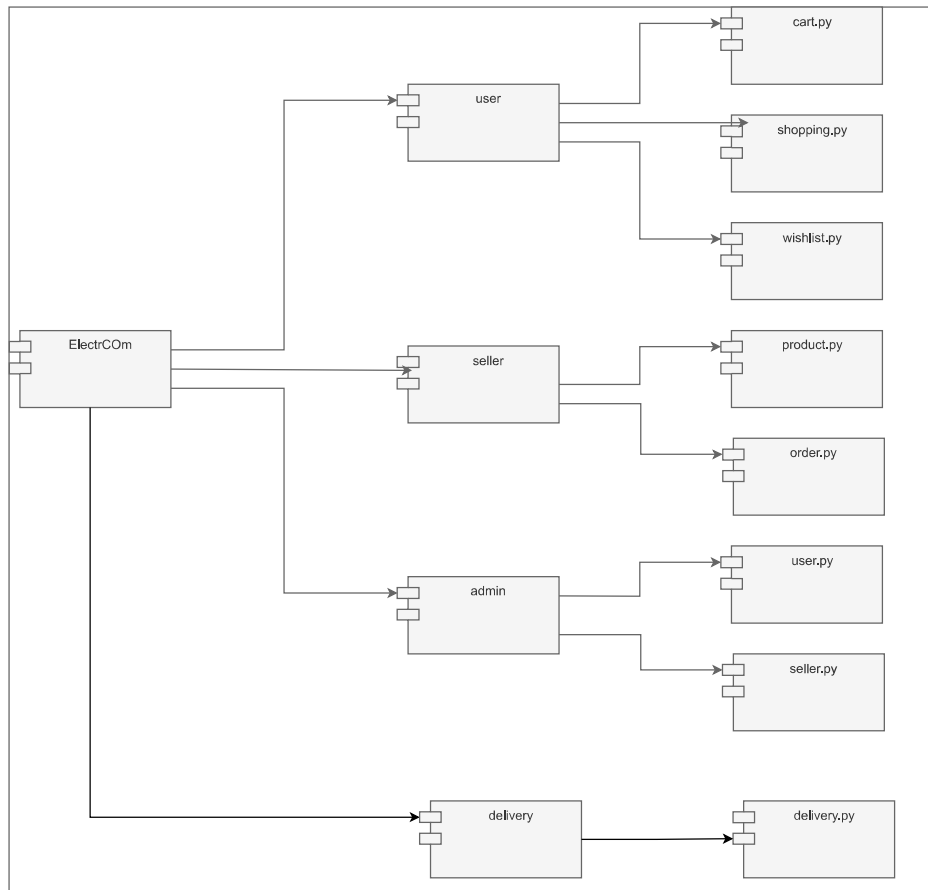 cart.py
user
shopping.py
wishlist.py
ElectrCOm
seller
product.py
order.py
admin
user.py
seller.py
delivery
delivery.py